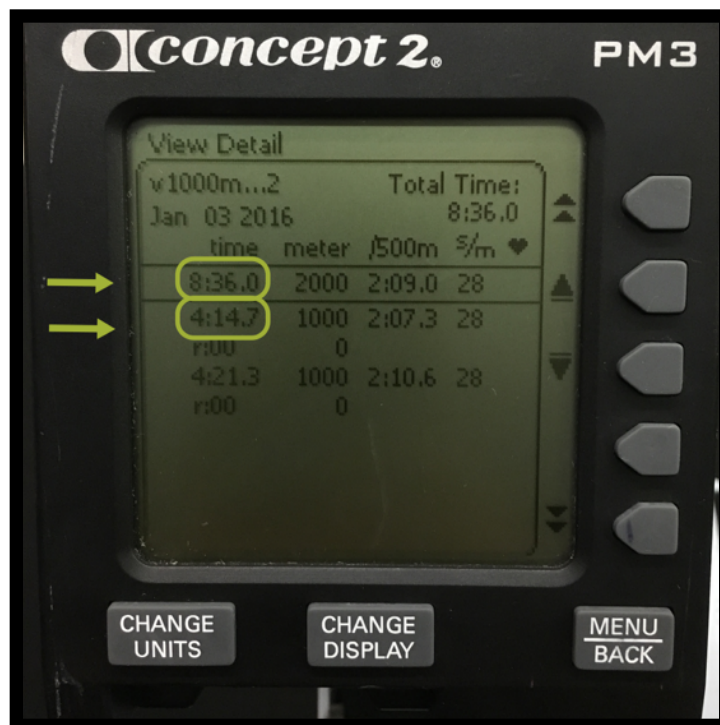 concept 2® PM3
View Detail
v1000m...2 Total Time:
Jan 03 2016 8:36.0
time meter /500m s/m ♥
8:36.0 2000 2:09.0 28
4:14.7 1000 2:07.3 28
r:00 0
4:21.3 1000 2:10.6 28
r:00 0
CHANGE UNITS
CHANGE DISPLAY
MENU BACK